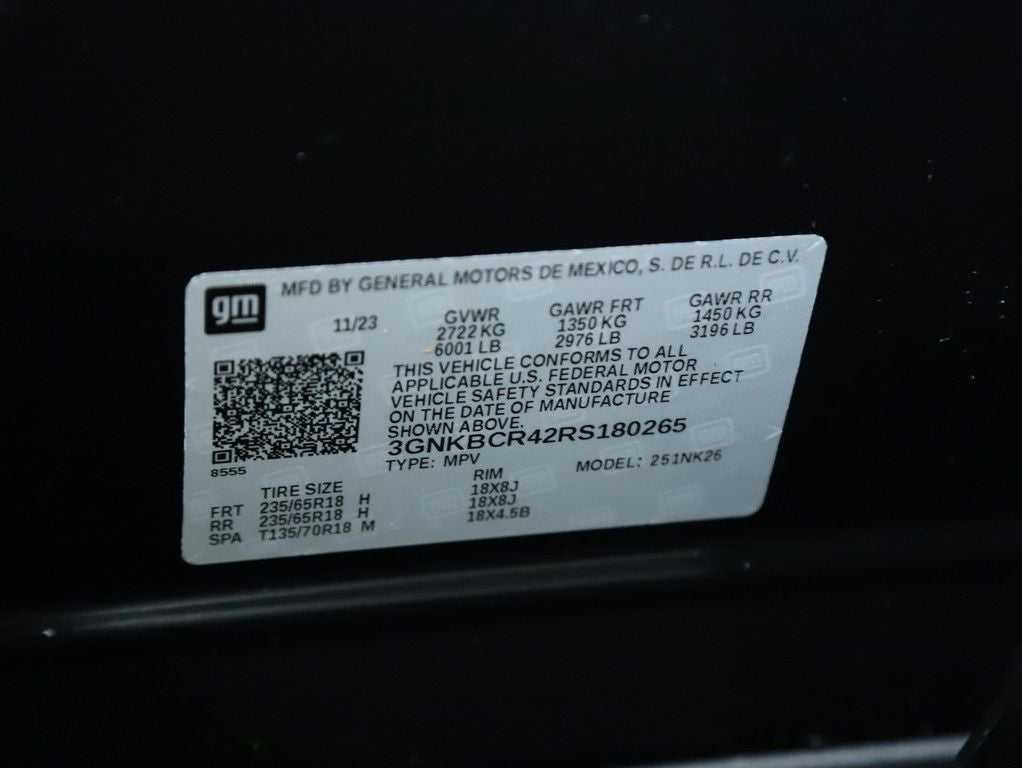 gm
MFD BY GENERAL MOTORS DE MEXICO, S. DE R.L. DE C.V.
11/23 GVWR GAWR FRT GAWR RR
2722 KG 1350 KG 1450 KG
6001 LB 2976 LB 3196 LB
THIS VEHICLE CONFORMS TO ALL
APPLICABLE U.S. FEDERAL MOTOR
VEHICLE SAFETY STANDARDS IN EFFECT
ON THE DATE OF MANUFACTURE
SHOWN ABOVE.
3GNKBCR42RS180265
8555
TYPE: MPV MODEL: 251NK26
TIRE SIZE RIM
FRT 235/65R18 H 18X8J
RR 235/65R18 H 18X8J
SPA T135/70R18 M 18X4.5B